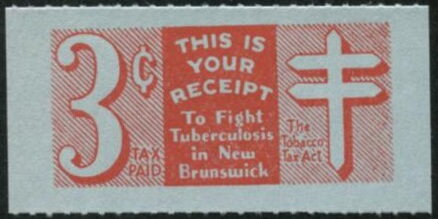 3¢
TAX
PAID
THIS IS
YOUR
RECEIPT
To Fight
Tuberculosis
in New
Brunswick
The
Tobacco
Tax Act